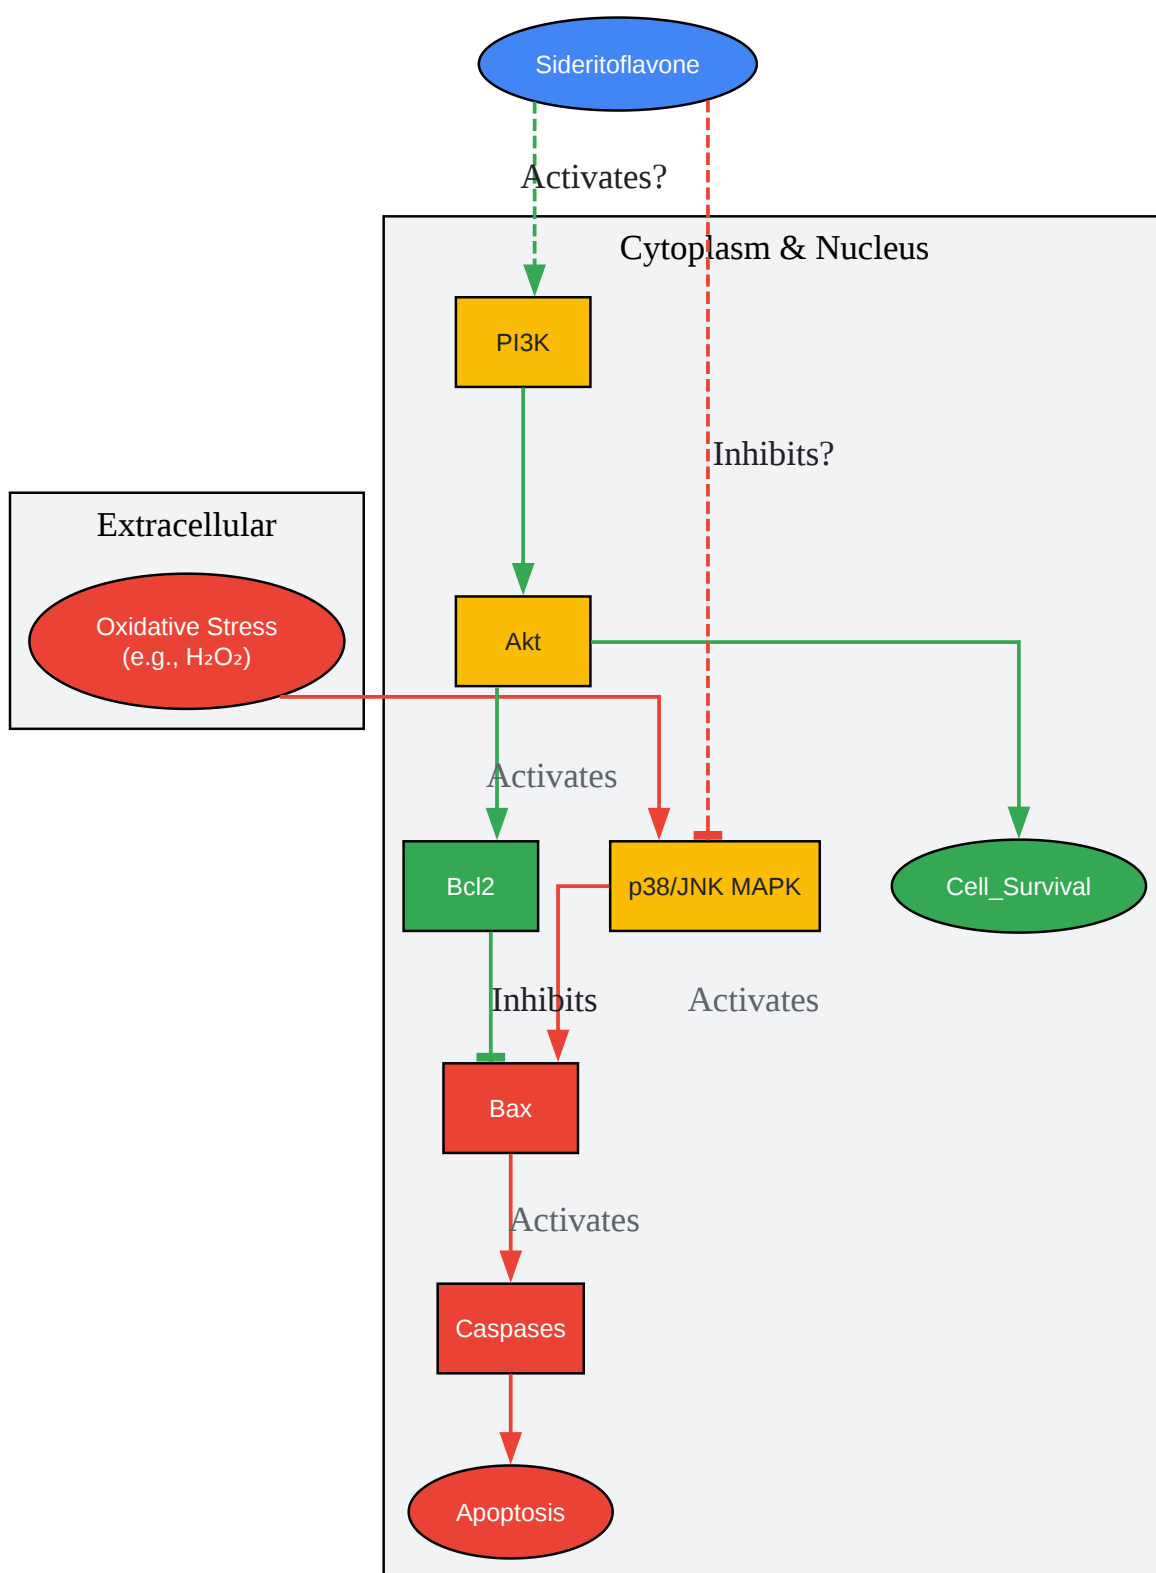 Sideritoflavone
Activates?
Cytoplasm & Nucleus
PI3K
Inhibits?
Extracellular
Oxidative Stress
(e.g., H₂O₂)
Akt
Activates
Bcl2
p38/JNK MAPK
Cell_Survival
Inhibits
Activates
Bax
Activates
Caspases
Apoptosis